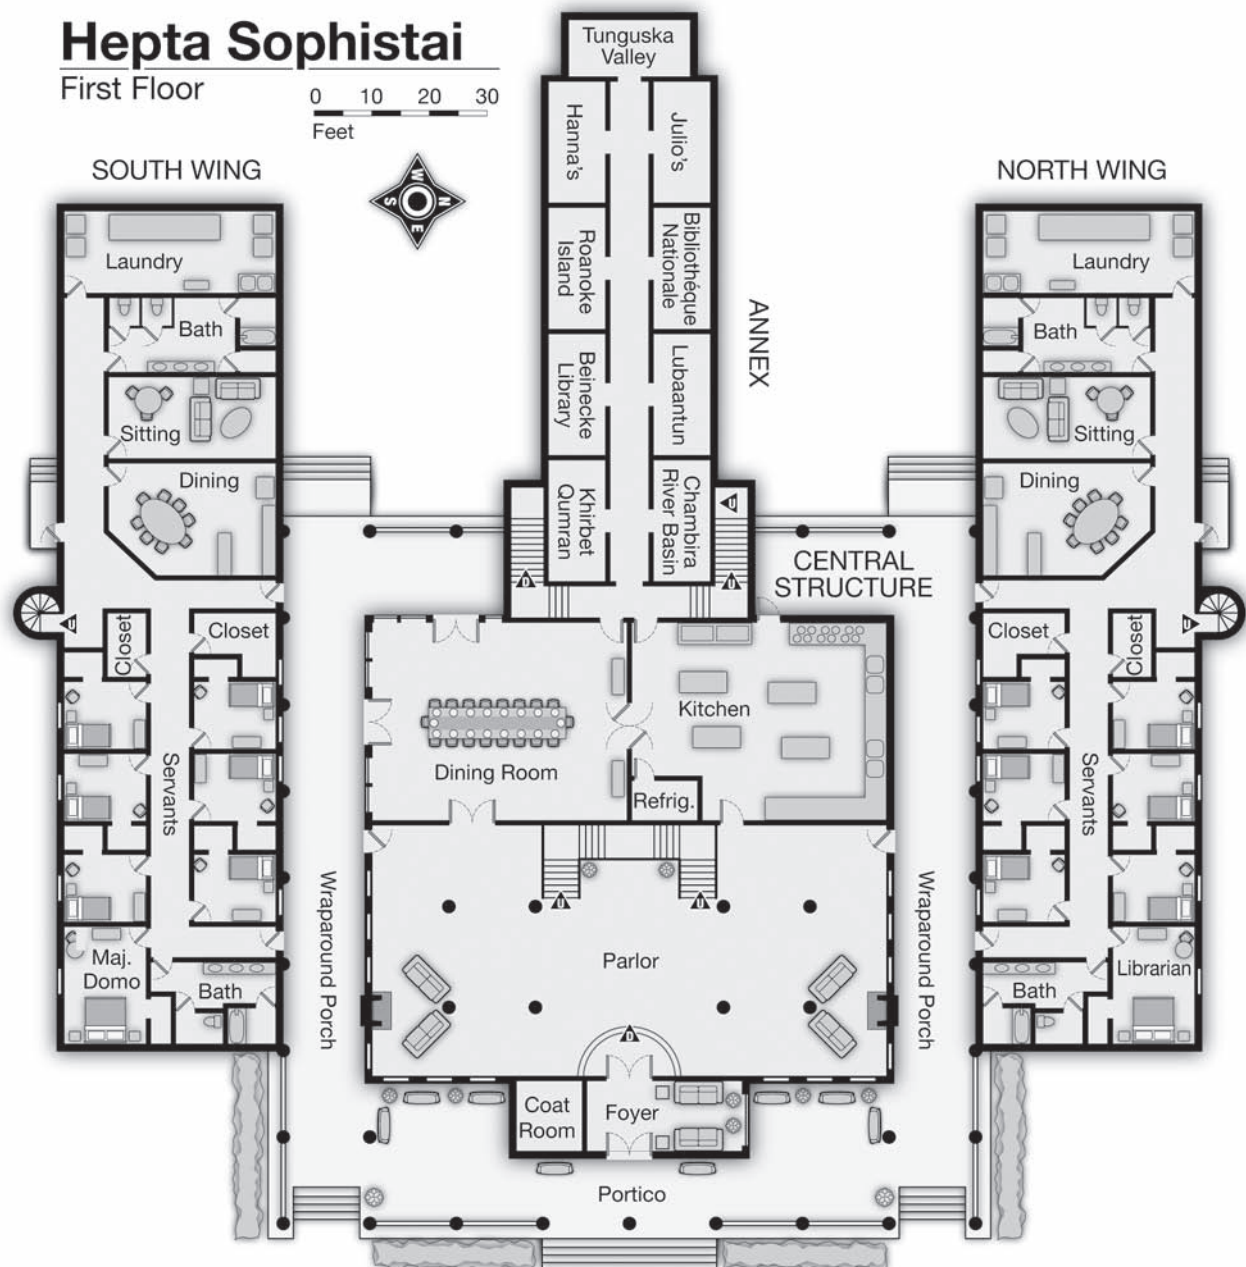 Hepta Sophistai
First Floor
0 10 20 30
Feet
W
N
S
E
SOUTH WING
NORTH WING
ANNEX
CENTRAL
STRUCTURE
Tunguska
Valley
Hanna's
Julio's
Roanoke
Island
Bibliothéque
Nationale
Beinecke
Library
Lubaantun
Khirbet
Qumran
Chambira
River Basin
D
U
Laundry
Bath
Sitting
Dining
Closet
Closet
Servants
Maj.
Domo
Bath
Laundry
Bath
Sitting
Dining
Closet
Closet
Servants
Librarian
Bath
Dining Room
Kitchen
Refrig.
U
U
Parlor
Wraparound Porch
Wraparound Porch
D
Coat
Room
Foyer
Portico